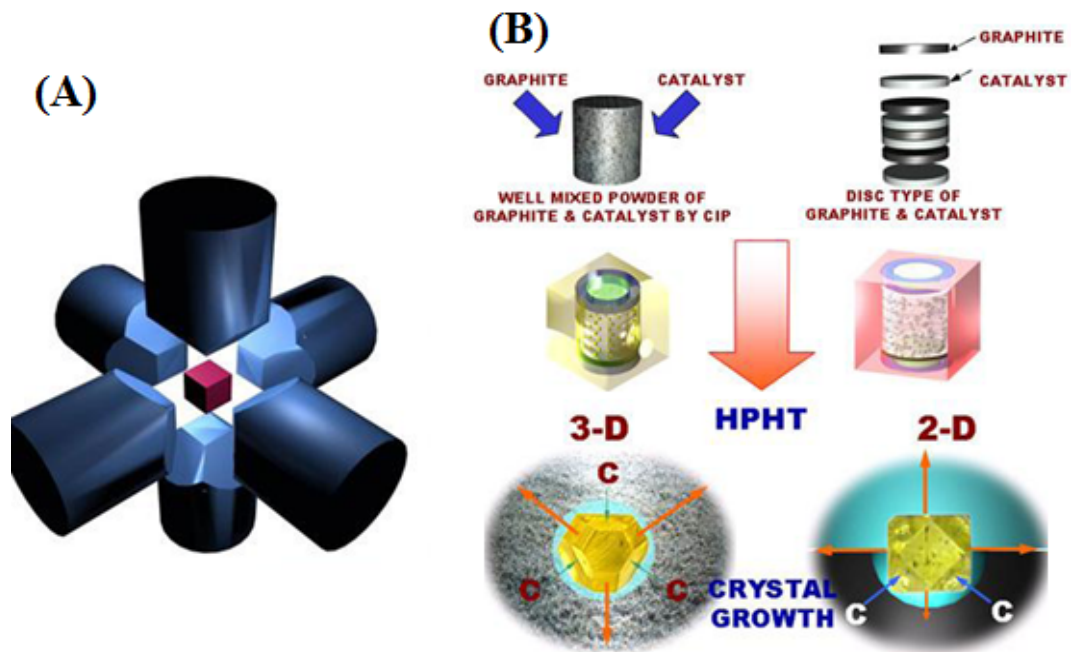 (A)
(B)
GRAPHITE
CATALYST
WELL MIXED POWDER OF
GRAPHITE & CATALYST BY CIP
GRAPHITE
CATALYST
DISC TYPE OF
GRAPHITE & CATALYST
HPHT
3-D
2-D
C
C
C
CRYSTAL
GROWTH
C
C